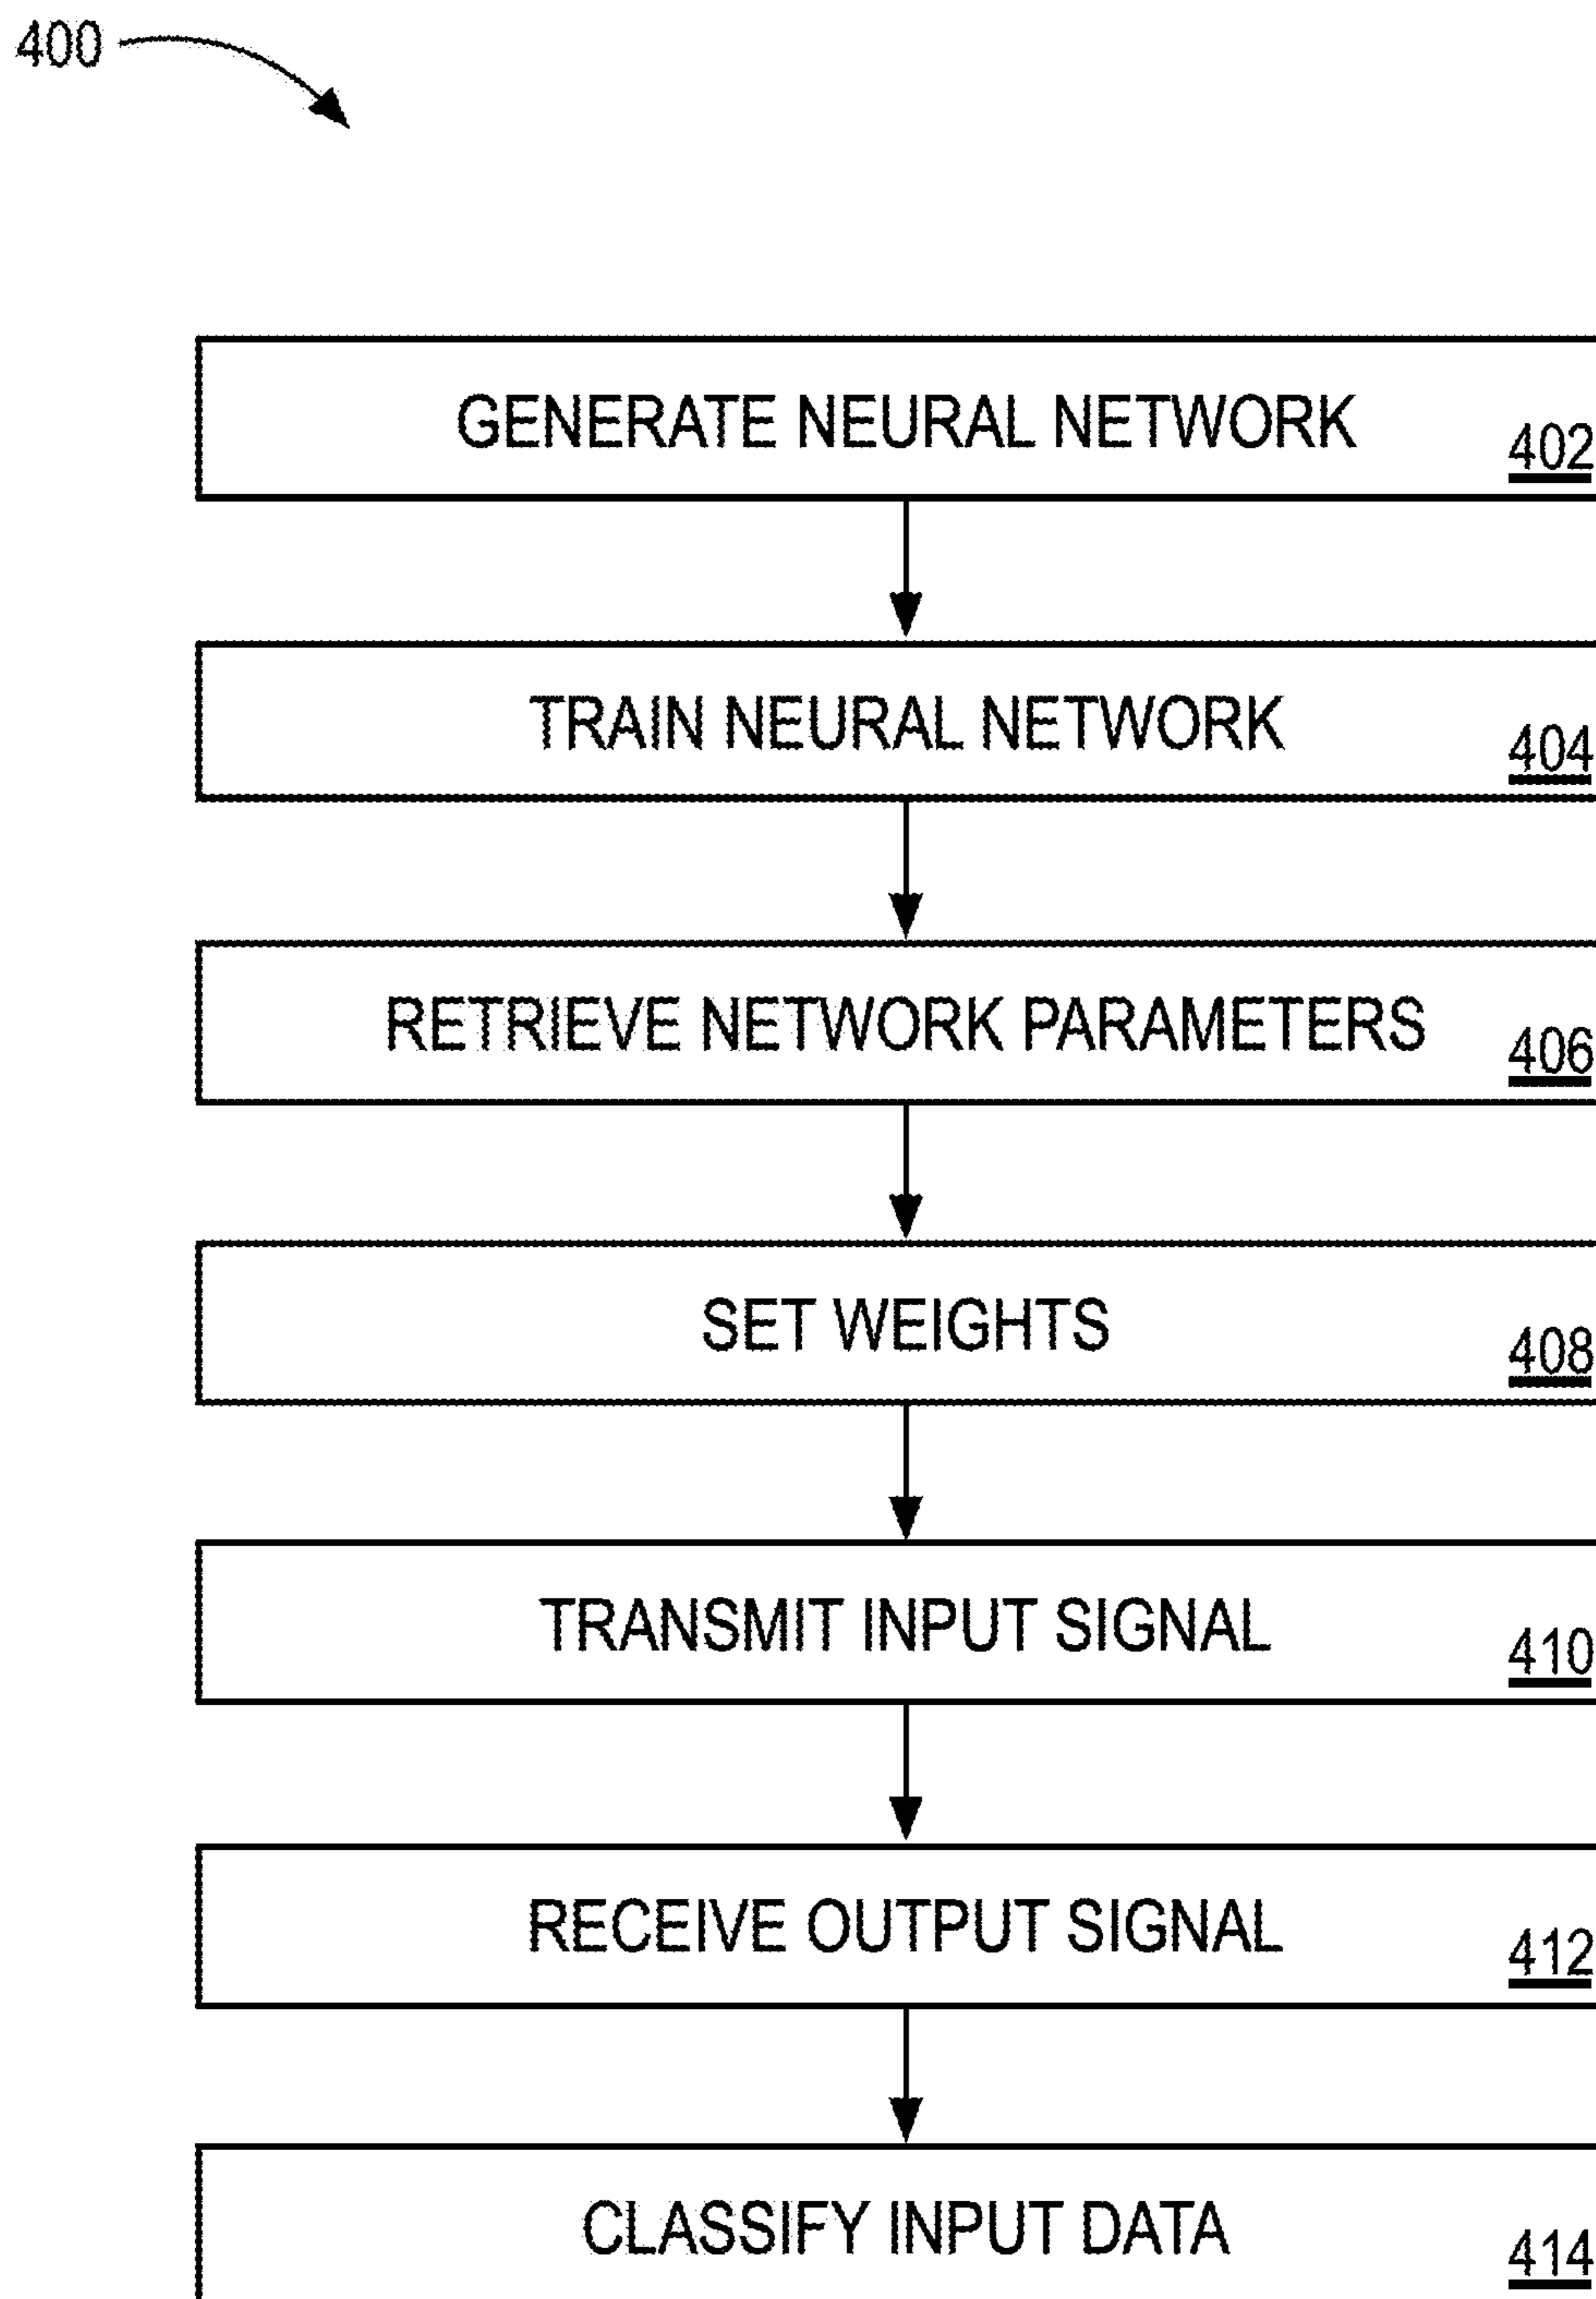 400
GENERATE NEURAL NETWORK 402
TRAIN NEURAL NETWORK 404
RETRIEVE NETWORK PARAMETERS 406
SET WEIGHTS 408
TRANSMIT INPUT SIGNAL 410
RECEIVE OUTPUT SIGNAL 412
CLASSIFY INPUT DATA 414